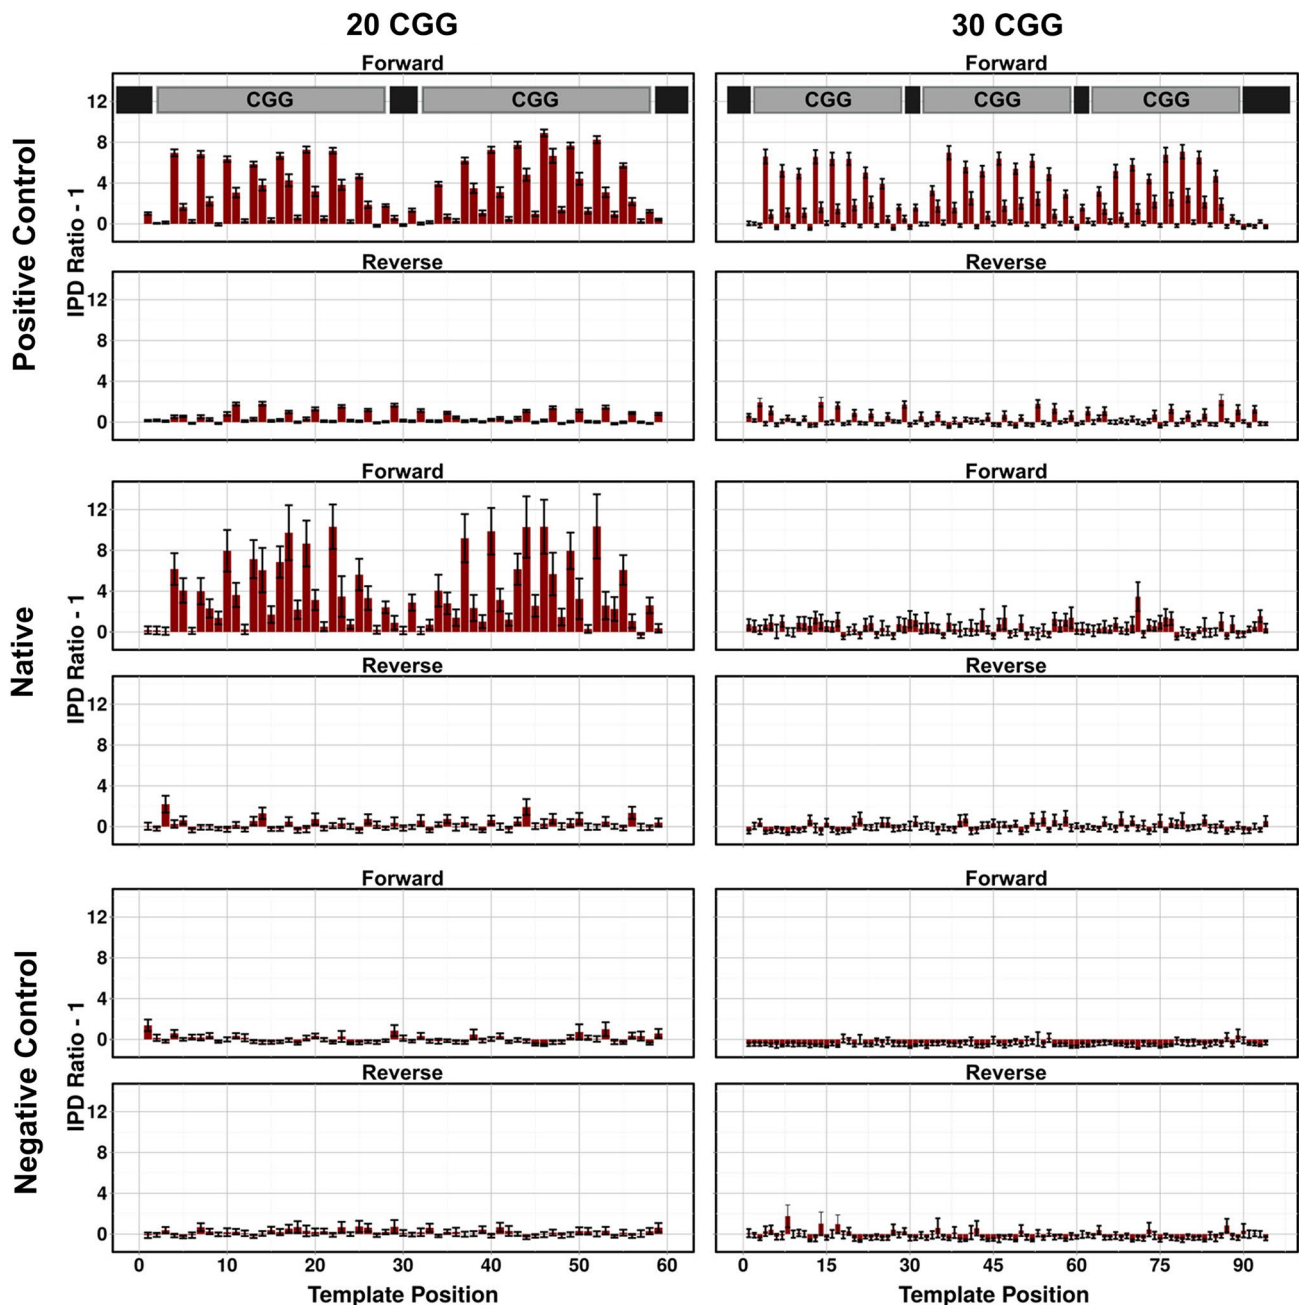 20 CGG 30 CGG
Forward Forward
CGG CGG CGG CGG CGG
12
8
4
0
Positive Control
IPD Ratio - 1
Reverse Reverse
12
8
4
0
Forward Forward
12
8
4
0
Native
IPD Ratio - 1
Reverse Reverse
12
8
4
0
Forward Forward
12
8
4
0
Negative Control
IPD Ratio - 1
Reverse Reverse
12
8
4
0
0 10 20 30 40 50 60 0 15 30 45 60 75 90
Template Position Template Position